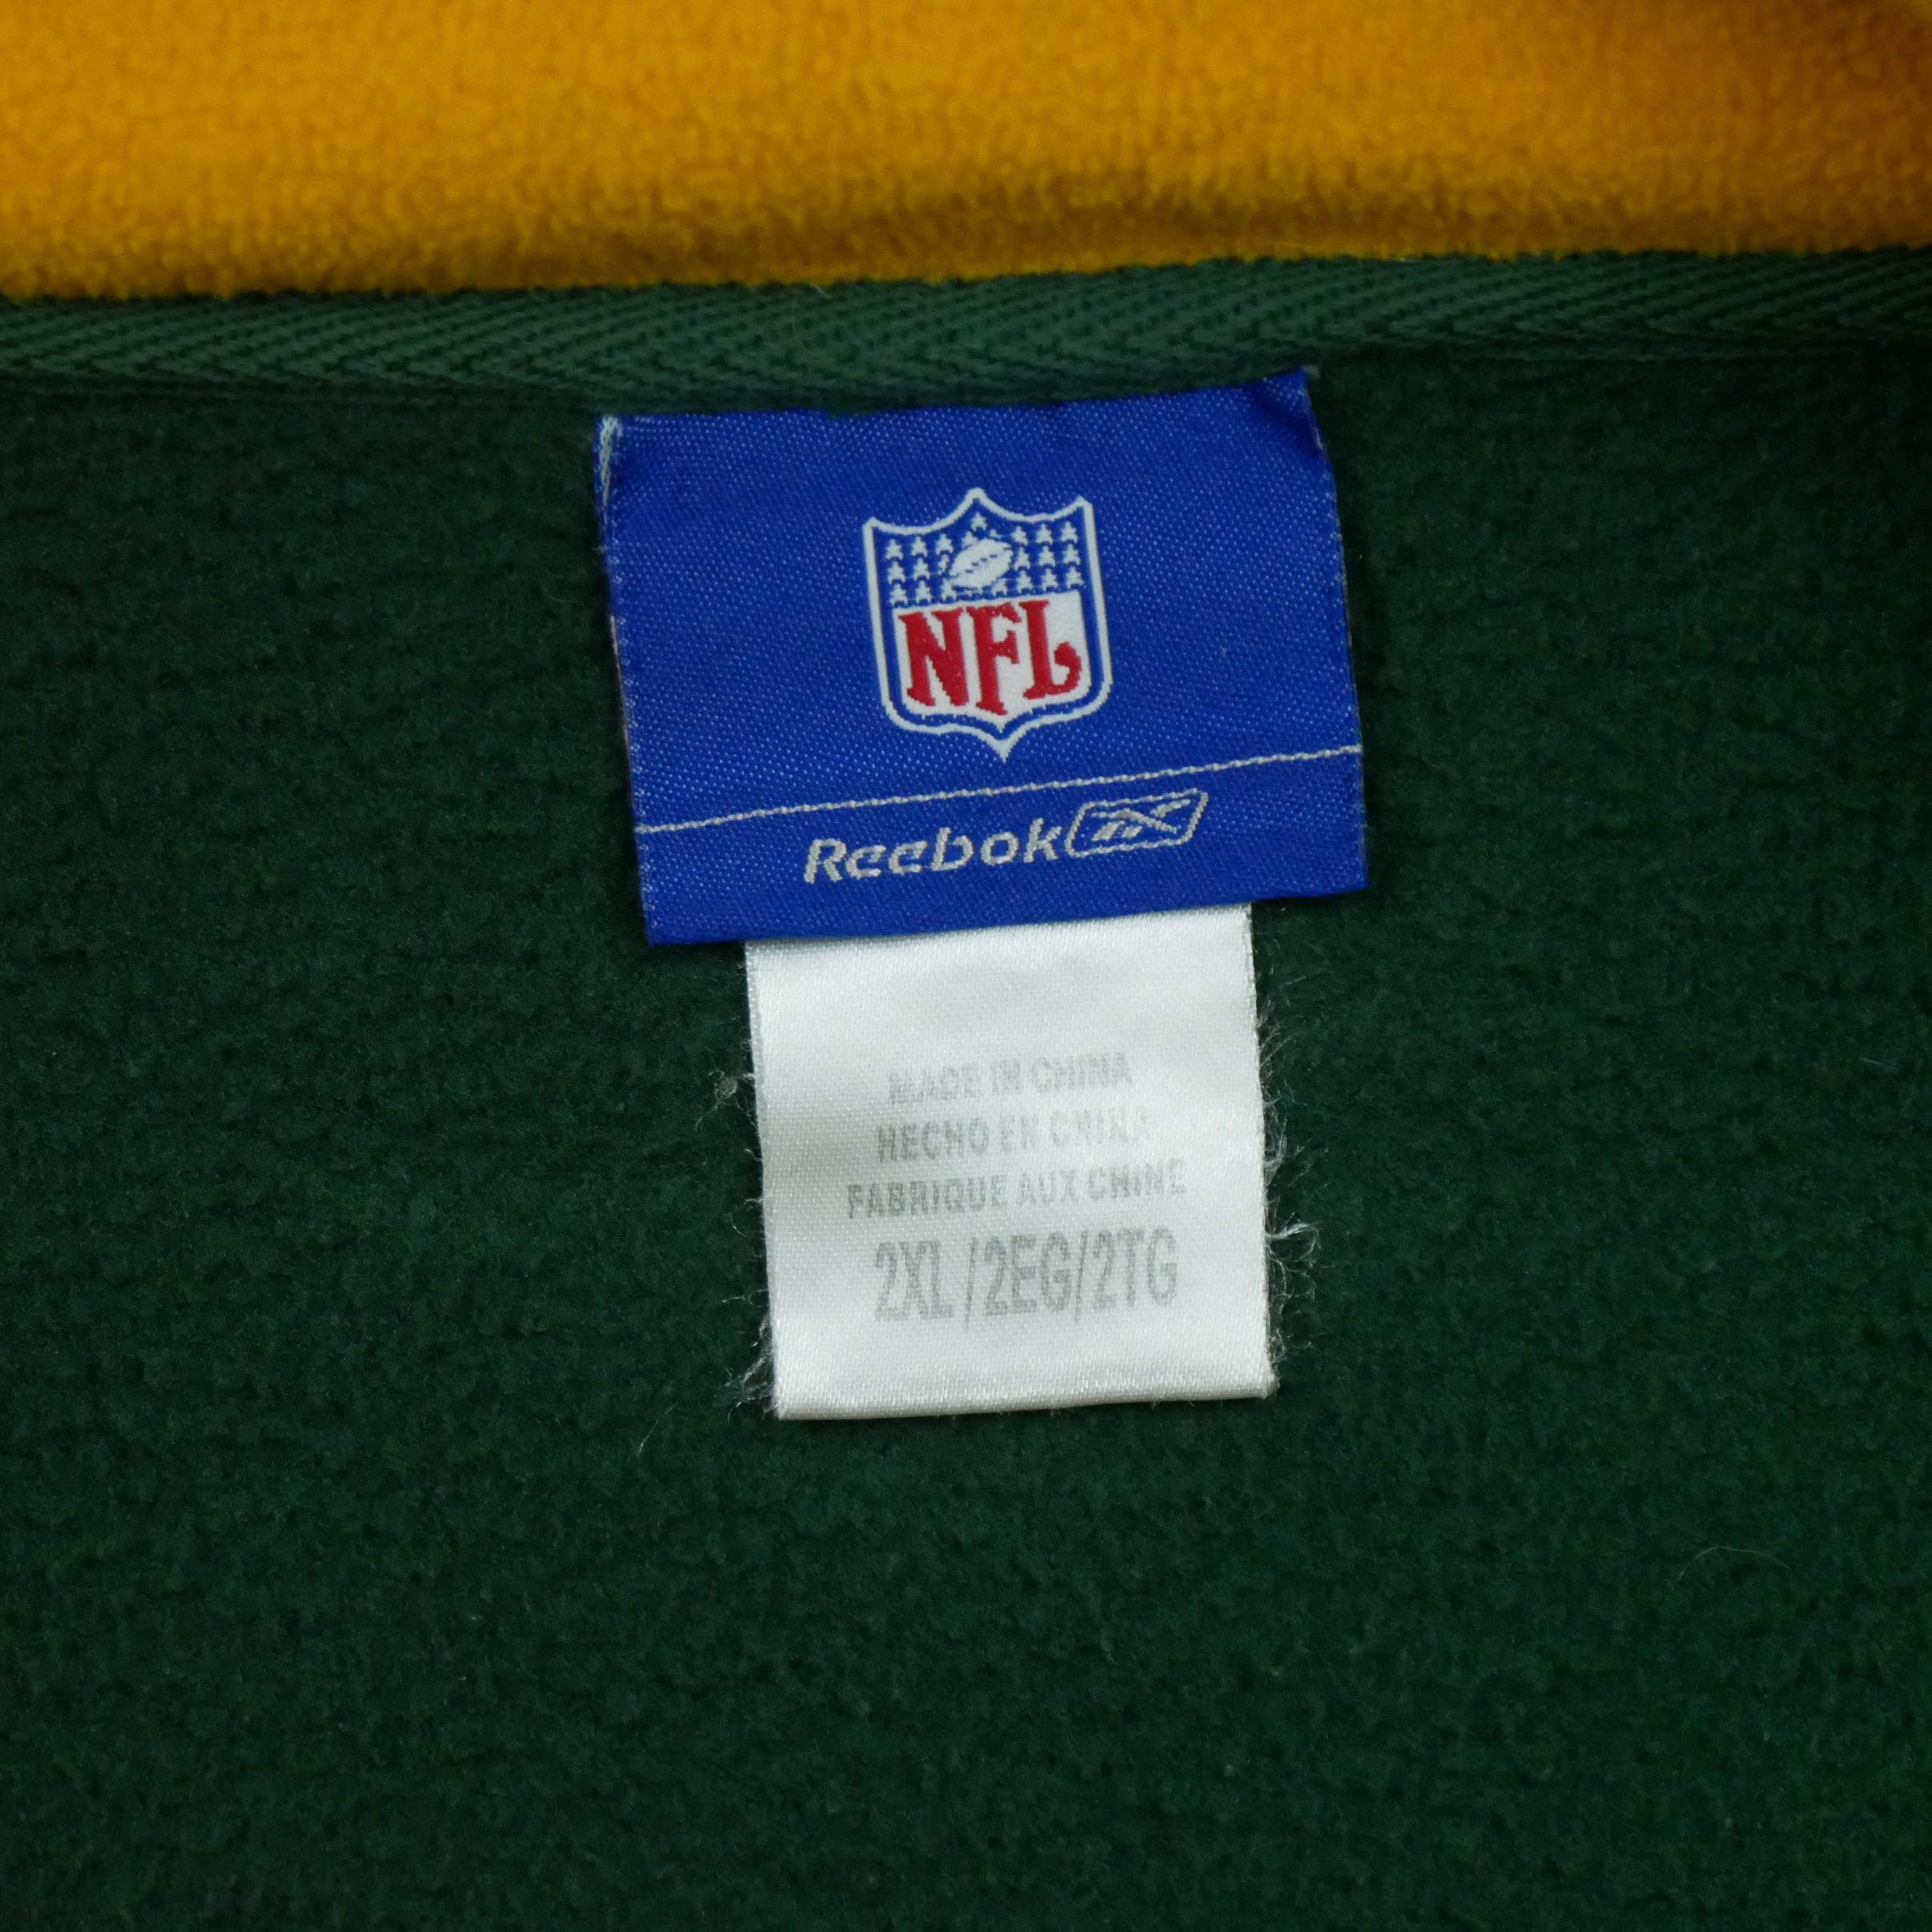 NFL
Reebok
MADE IN CHINA
HECHO EN CHINA
FABRIQUE AUX CHINE
2XL/2EG/2TG